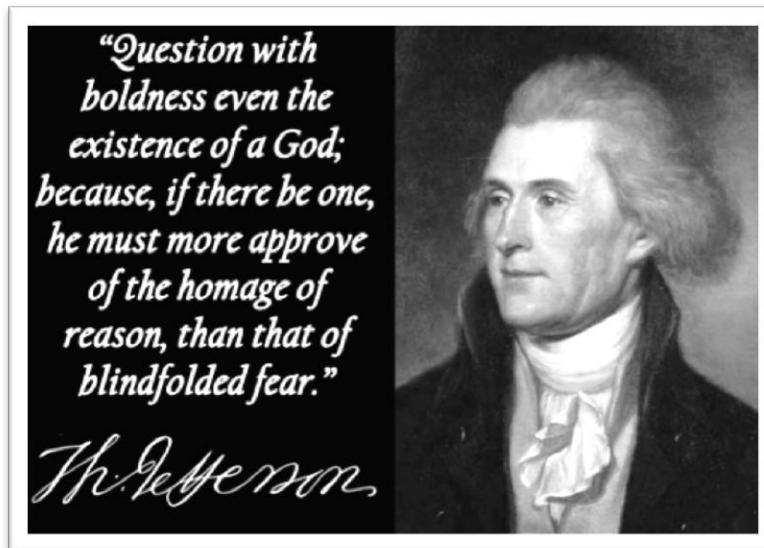 “Question with
boldness even the
existence of a God;
because, if there be one,
he must more approve
of the homage of
reason, than that of
blindfolded fear.”
Th. Jefferson